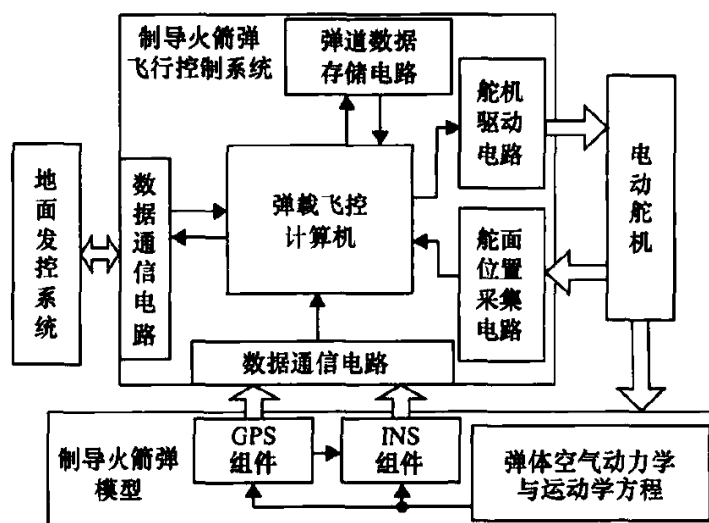 制导火箭弹
飞行控制系统
弹道数据
存储电路
舵机
驱动
电路
电
动
舵
机
地
面
发
控
系
统
数
据
通
信
电
路
弹载飞控
计算机
舵面
位置
采集
电路
数据通信电路
制导火箭弹
模型
GPS
组件
INS
组件
弹体空气动力学
与运动学方程